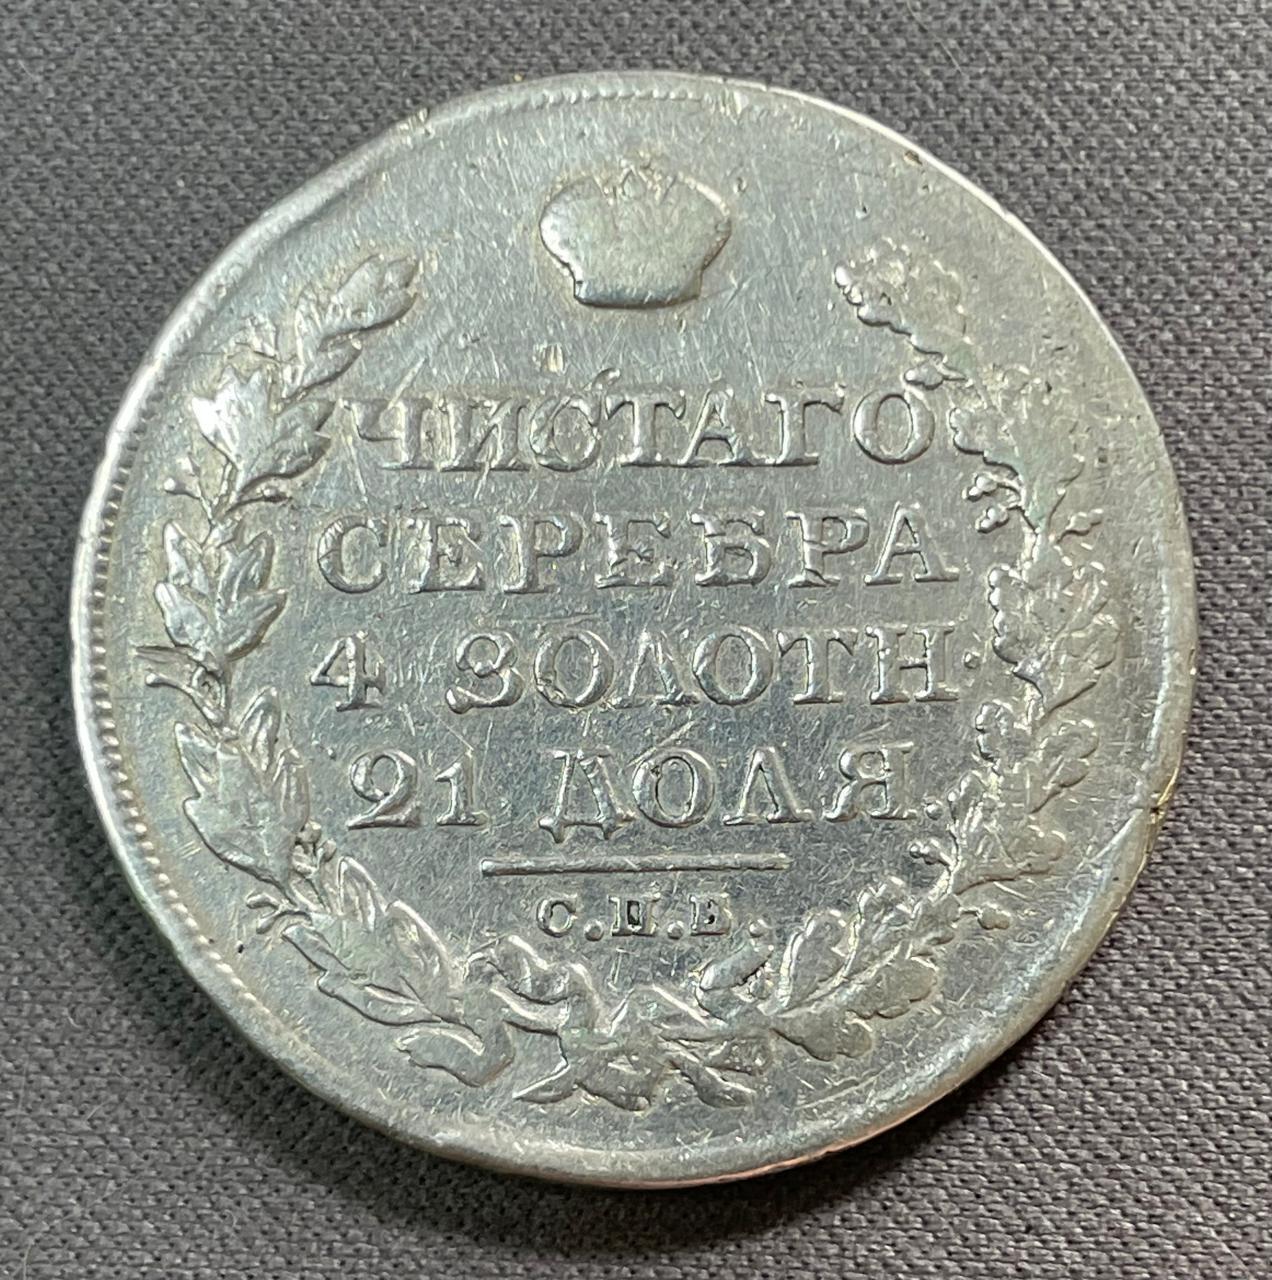 ЧИСТАГО
СЕРЕБРА
4 ЗОЛОТН.
21 ДОЛЯ.
С.П.Б.